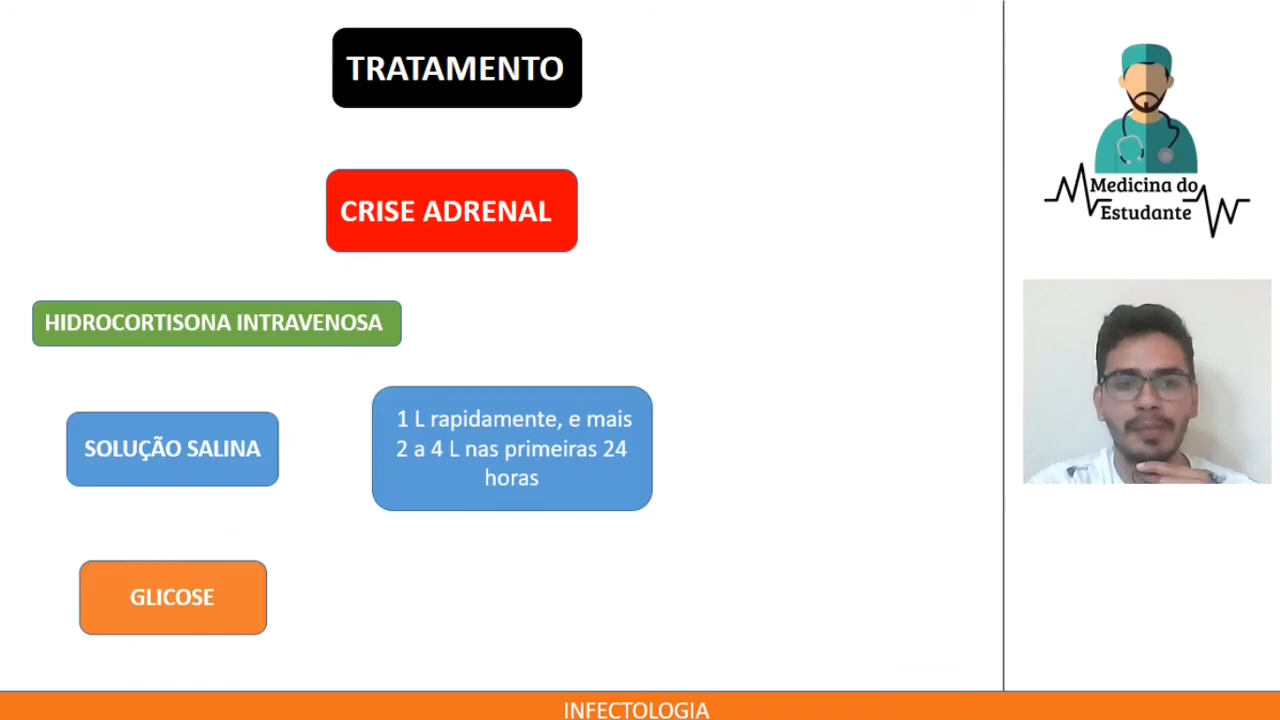 TRATAMENTO
CRISE ADRENAL
HIDROCORTISONA INTRAVENOSA
SOLUÇÃO SALINA
1 L rapidamente, e mais
2 a 4 L nas primeiras 24
horas
GLICOSE
INFECTOLOGIA
Medicina do
Estudante